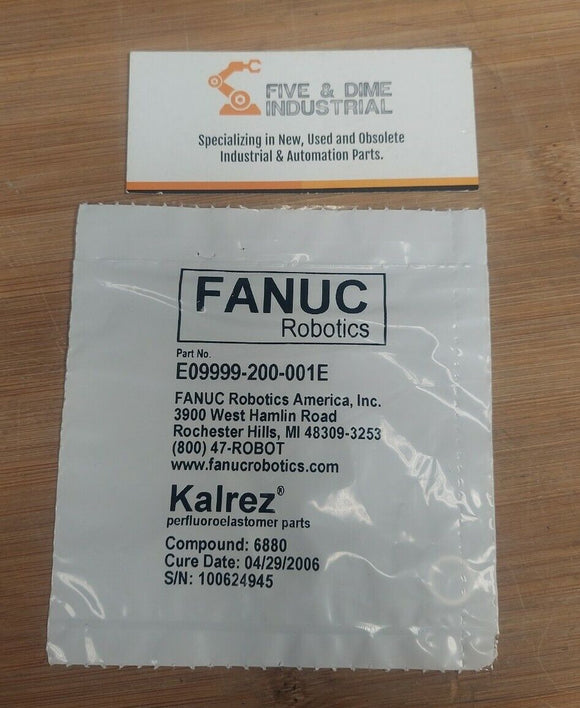 FIVE & DIME
INDUSTRIAL
Specializing in New, Used and Obsolete
Industrial & Automation Parts.
FANUC
Robotics
Part No.
E09999-200-001E
FANUC Robotics America, Inc.
3900 West Hamlin Road
Rochester Hills, MI 48309-3253
(800) 47-ROBOT
www.fanucrobotics.com
Kalrez®
perfluoroelastomer parts
Compound: 6880
Cure Date: 04/29/2006
S/N: 100624945